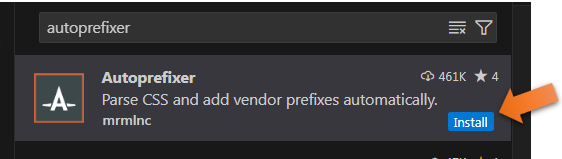 autoprefixer
Autoprefixer 461K 4
Parse CSS and add vendor prefixes automatically.
mrmlnc Install